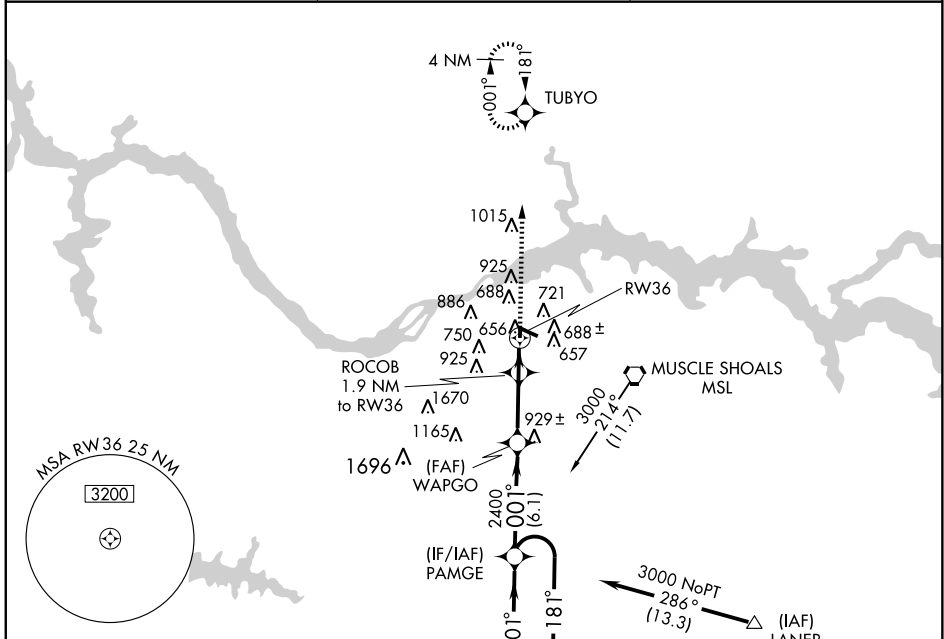 4 NM
001°
181°
TUBYO
1015
925
688
721
RW36
886
656
688±
750
657
925
ROCOB
1.9 NM
to RW36
MUSCLE SHOALS
MSL
3000
214°
(11.7)
1670
929±
1165
1696
(FAF)
WAPGO
MSA RW36 25 NM
3200
2400
001°
(6.1)
(IF/IAF)
PAMGE
3000 NoPT
286°
(13.3)
181°
(IAF)